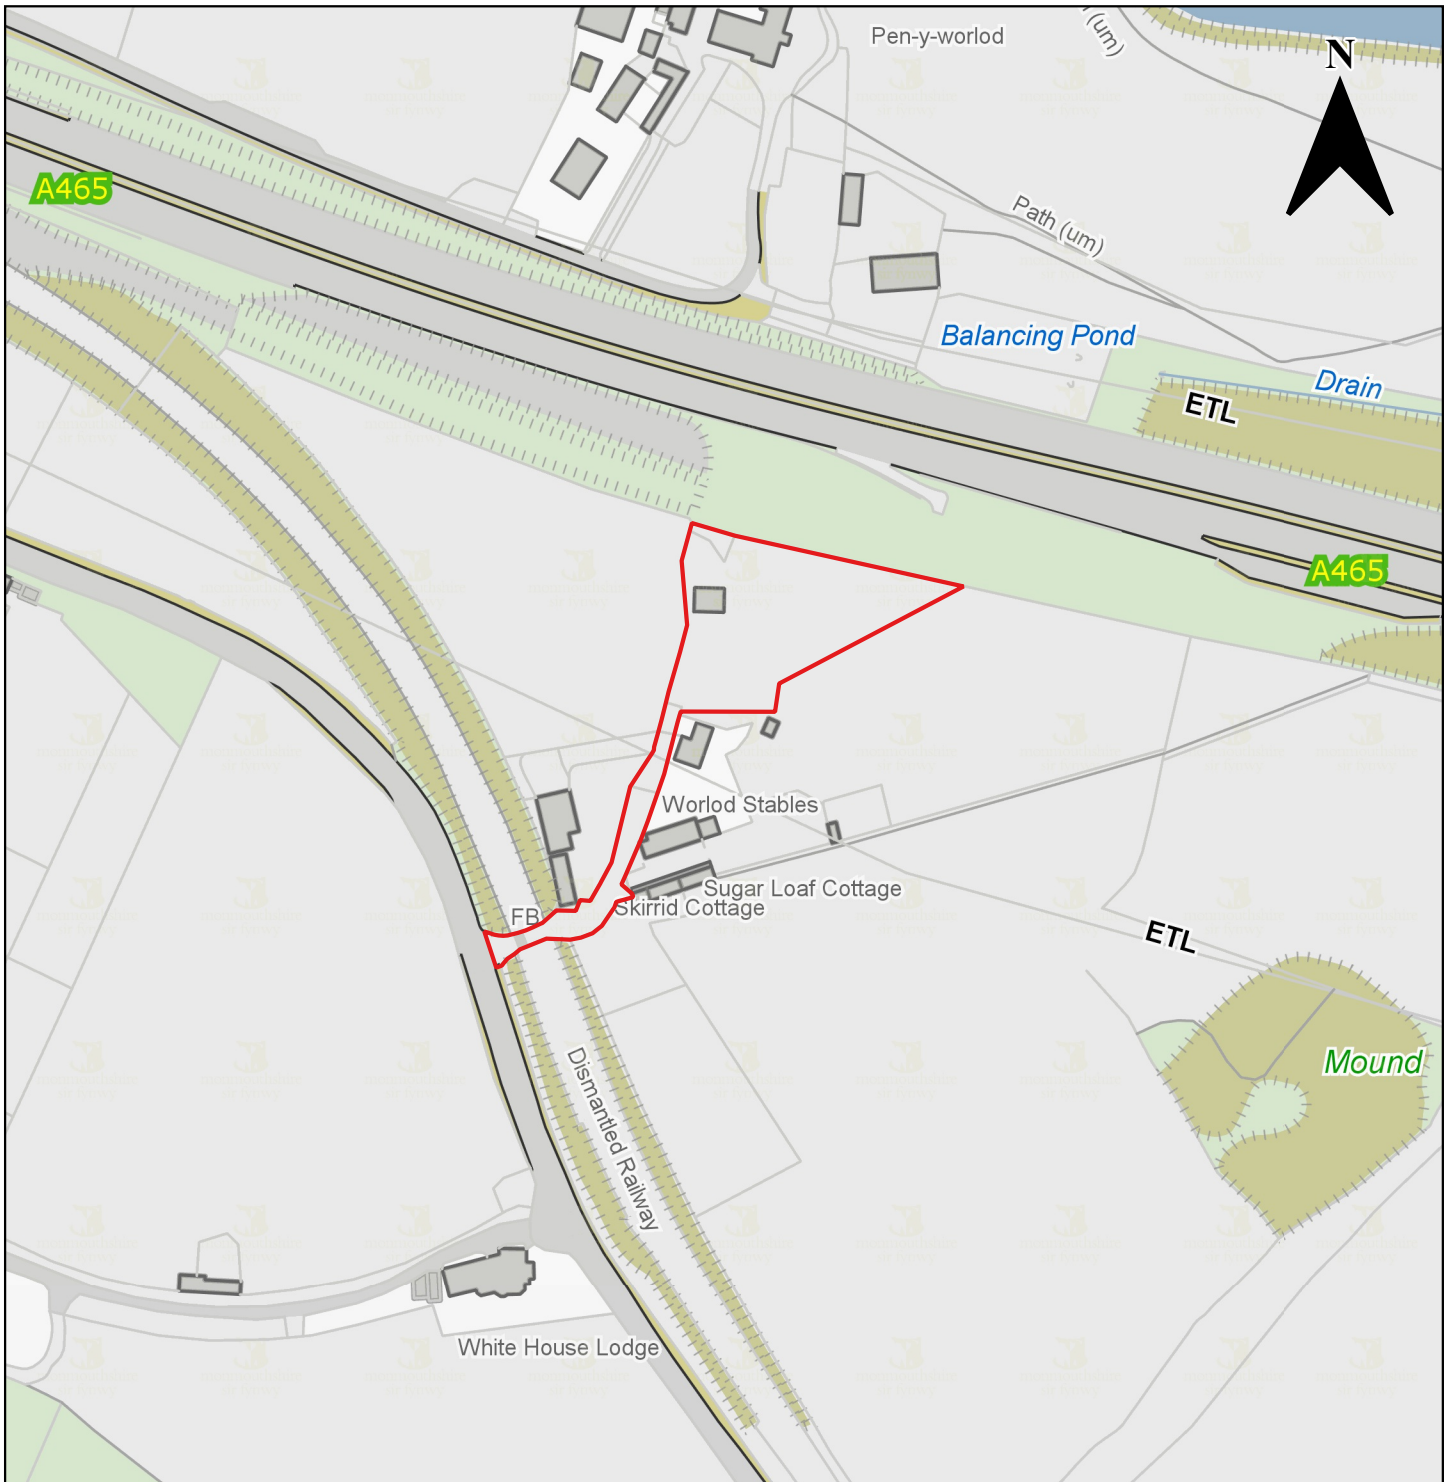 Pen-y-worlod
(um)
N
A465
Path (um)
Balancing Pond
Drain
ETL
A465
Worlod Stables
Sugar Loaf Cottage
Skirrid Cottage
FB
ETL
Mound
Dismantled Railway
White House Lodge